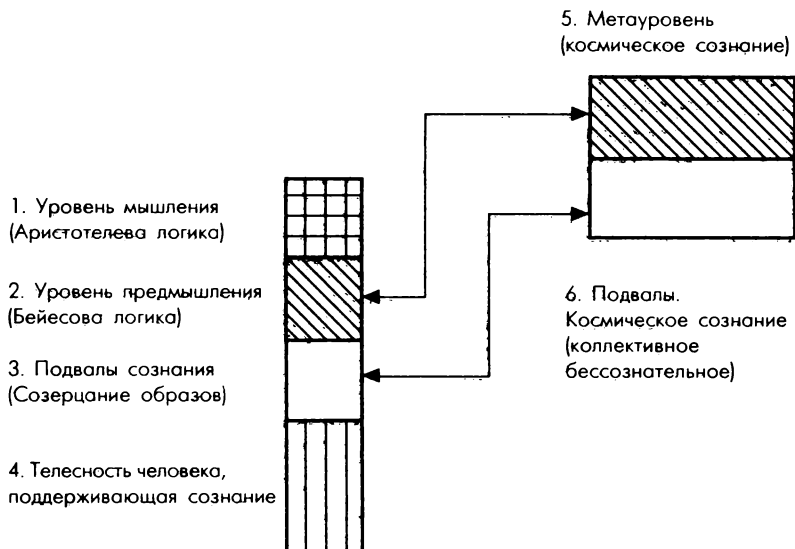 5. Метауровень
(космическое сознание)
1. Уровень мышления
(Аристотелева логика)
2. Уровень предмышления
(Бейесова логика)
3. Подвалы сознания
(Созерцание образов)
4. Телесность человека,
поддерживающая сознание
6. Подвалы.
Космическое сознание
(коллективное
бессознательное)